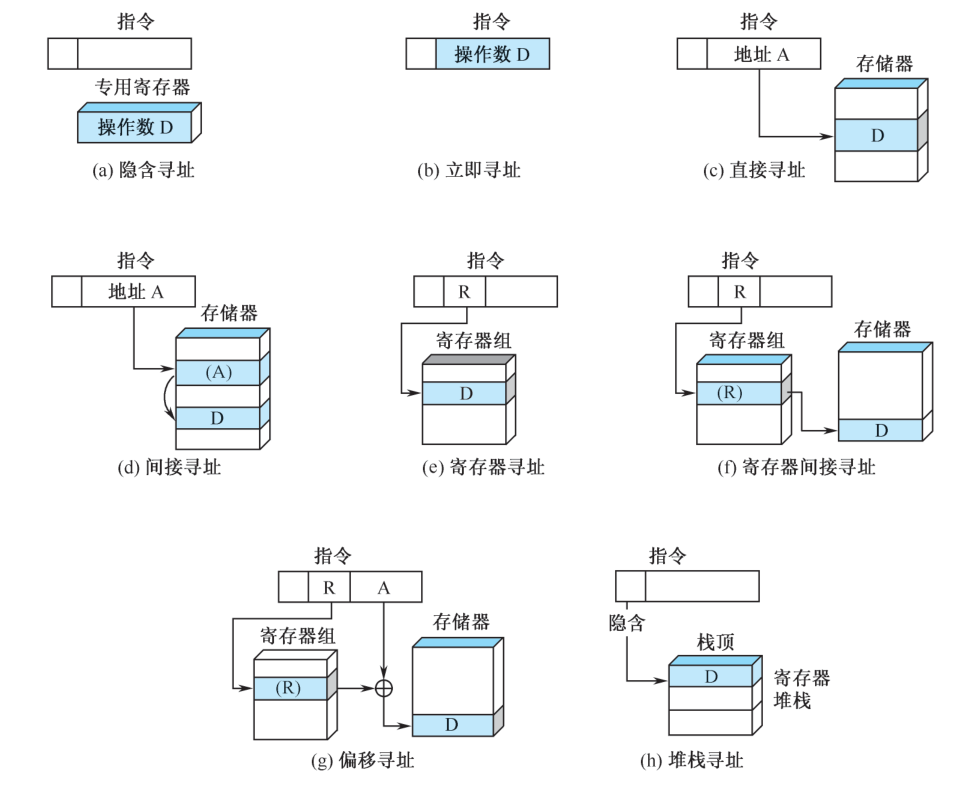 指令
专用寄存器
操作数 D
(a) 隐含寻址
指令
操作数 D
(b) 立即寻址
指令
地址 A
存储器
D
(c) 直接寻址
指令
地址 A
存储器
(A)
D
(d) 间接寻址
指令
R
寄存器组
D
(e) 寄存器寻址
指令
R
寄存器组
(R)
存储器
D
(f) 寄存器间接寻址
指令
R A
寄存器组
(R)
存储器
D
(g) 偏移寻址
指令
隐含
栈顶
D
寄存器
堆栈
(h) 堆栈寻址